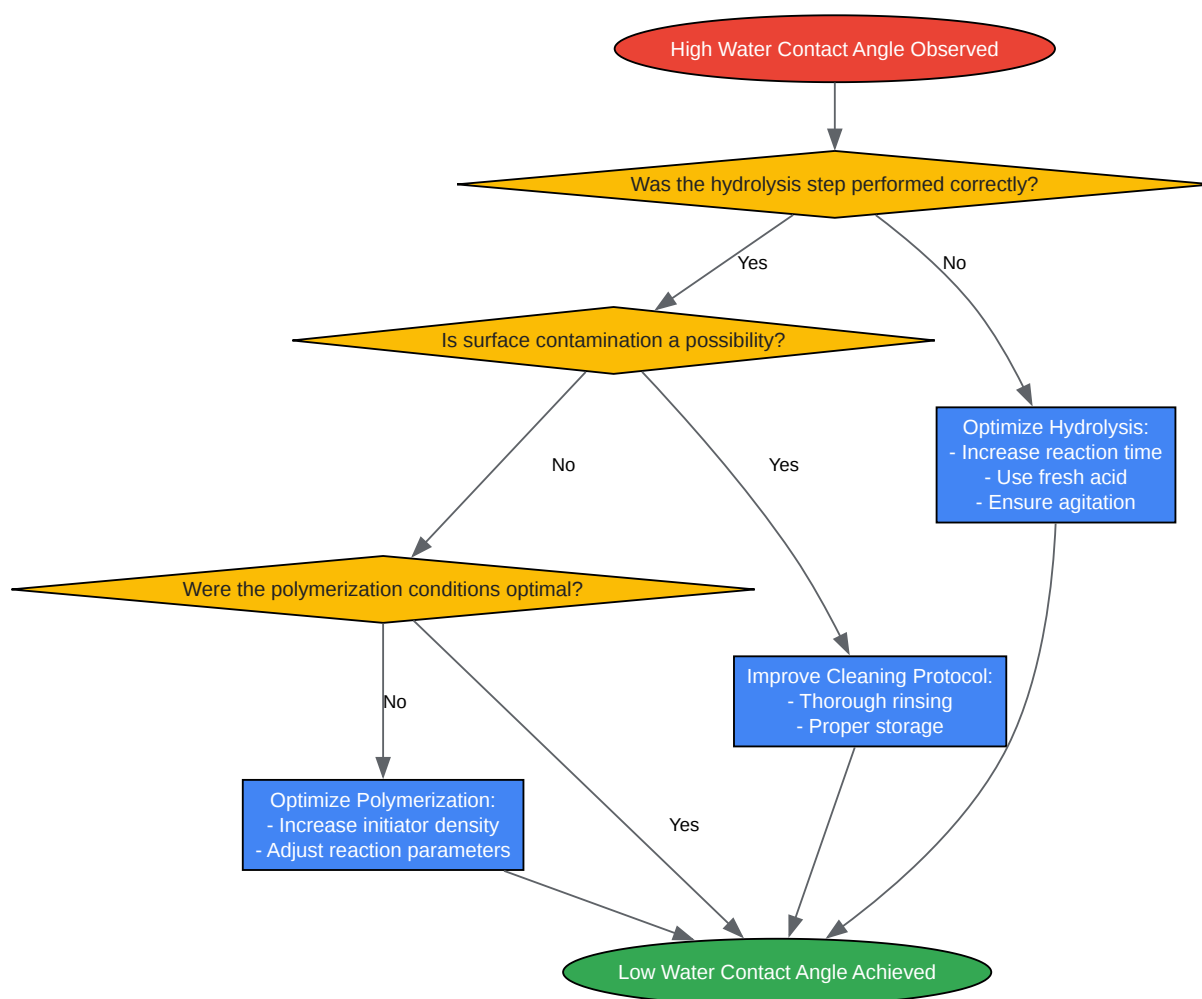 High Water Contact Angle Observed
Was the hydrolysis step performed correctly?
Yes
No
Is surface contamination a possibility?
Optimize Hydrolysis:
- Increase reaction time
- Use fresh acid
- Ensure agitation
No
Yes
Were the polymerization conditions optimal?
Improve Cleaning Protocol:
- Thorough rinsing
- Proper storage
No
Optimize Polymerization:
- Increase initiator density
- Adjust reaction parameters
Yes
Low Water Contact Angle Achieved